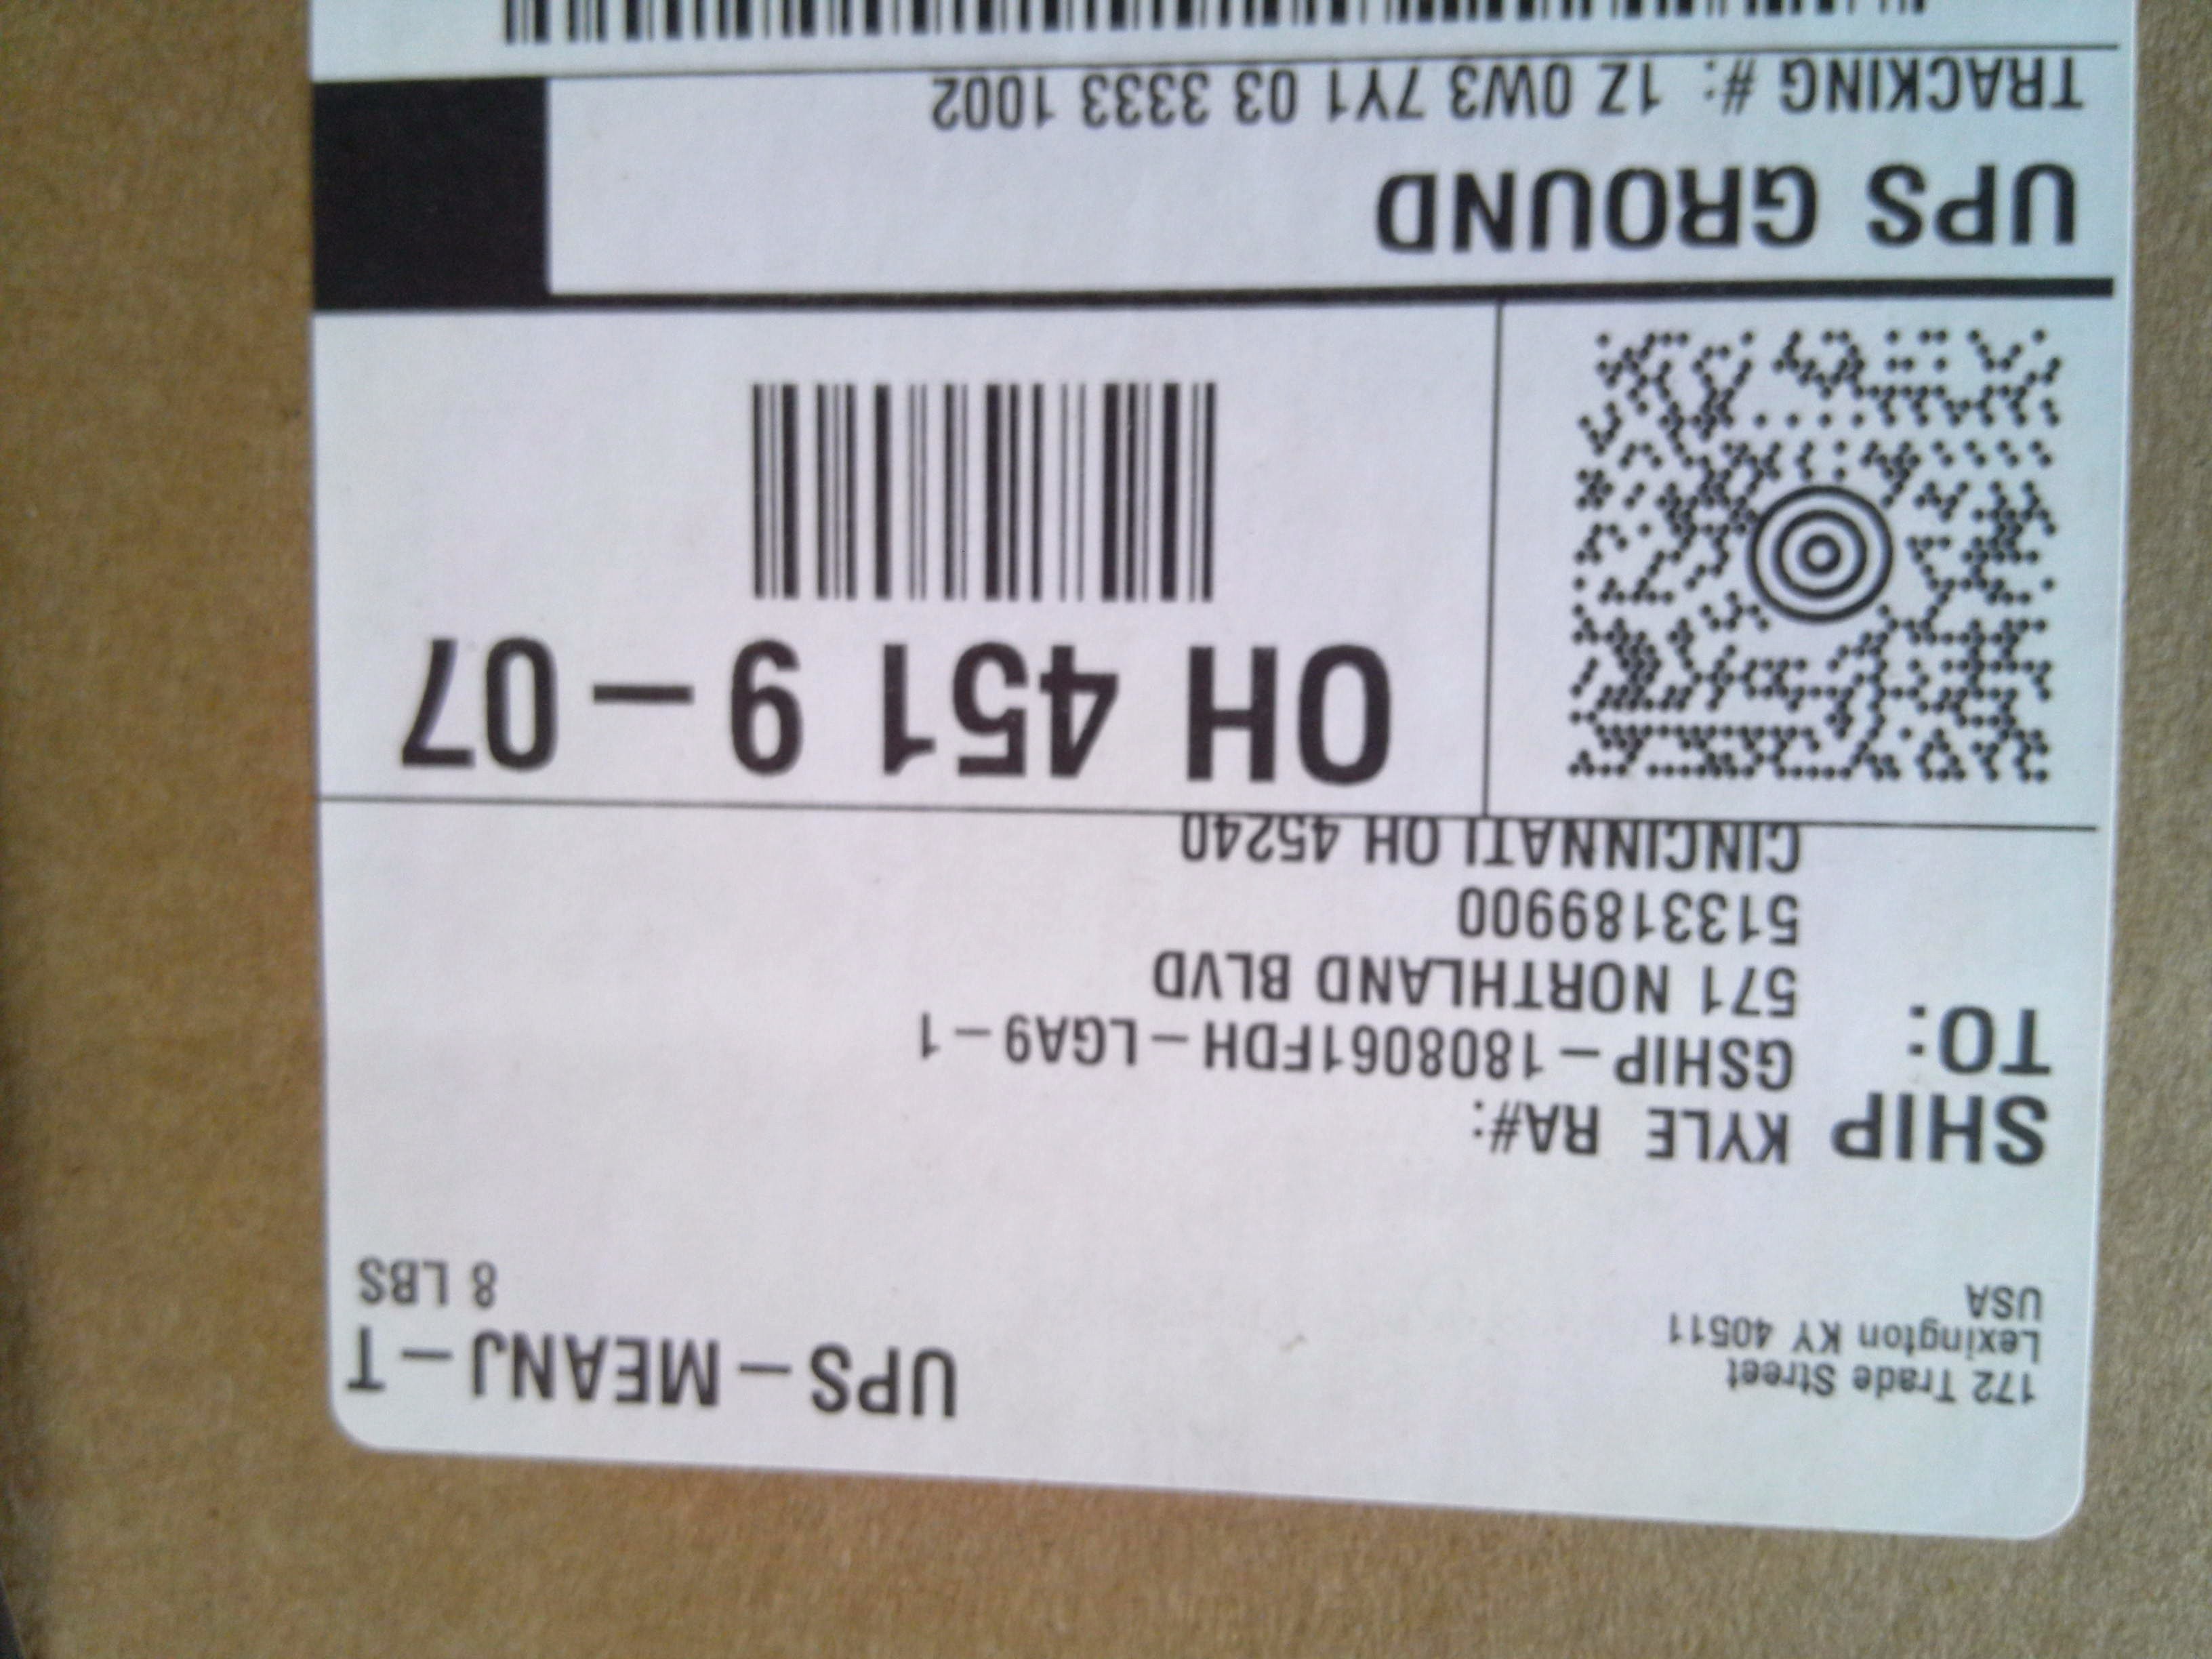 172 Trade Street
Lexington KY 40511
USA
UPS-MEANJ-T
8 LBS
SHIP TO:
KYLE RA#:
GSHIP-1808061FDH-LGA9-1
571 NORTHLAND BLVD
5133189900
CINCINNATI OH 45240
OH 451 9-07
UPS GROUND
TRACKING #: 1Z 0W3 7Y1 03 3333 1002